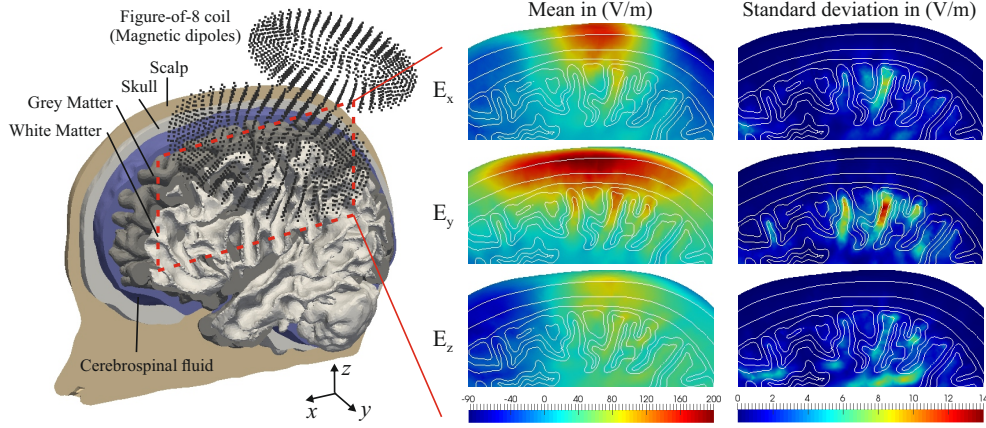 Figure-of-8 coil
(Magnetic dipoles)
Scalp
Skull
Grey Matter
White Matter
Cerebrospinal fluid
z
x
y
Mean in (V/m)
Standard deviation in (V/m)
Ex
Ey
Ez
-90 -40 0 40 80 120 160 200
0 2 4 6 8 10 12 14